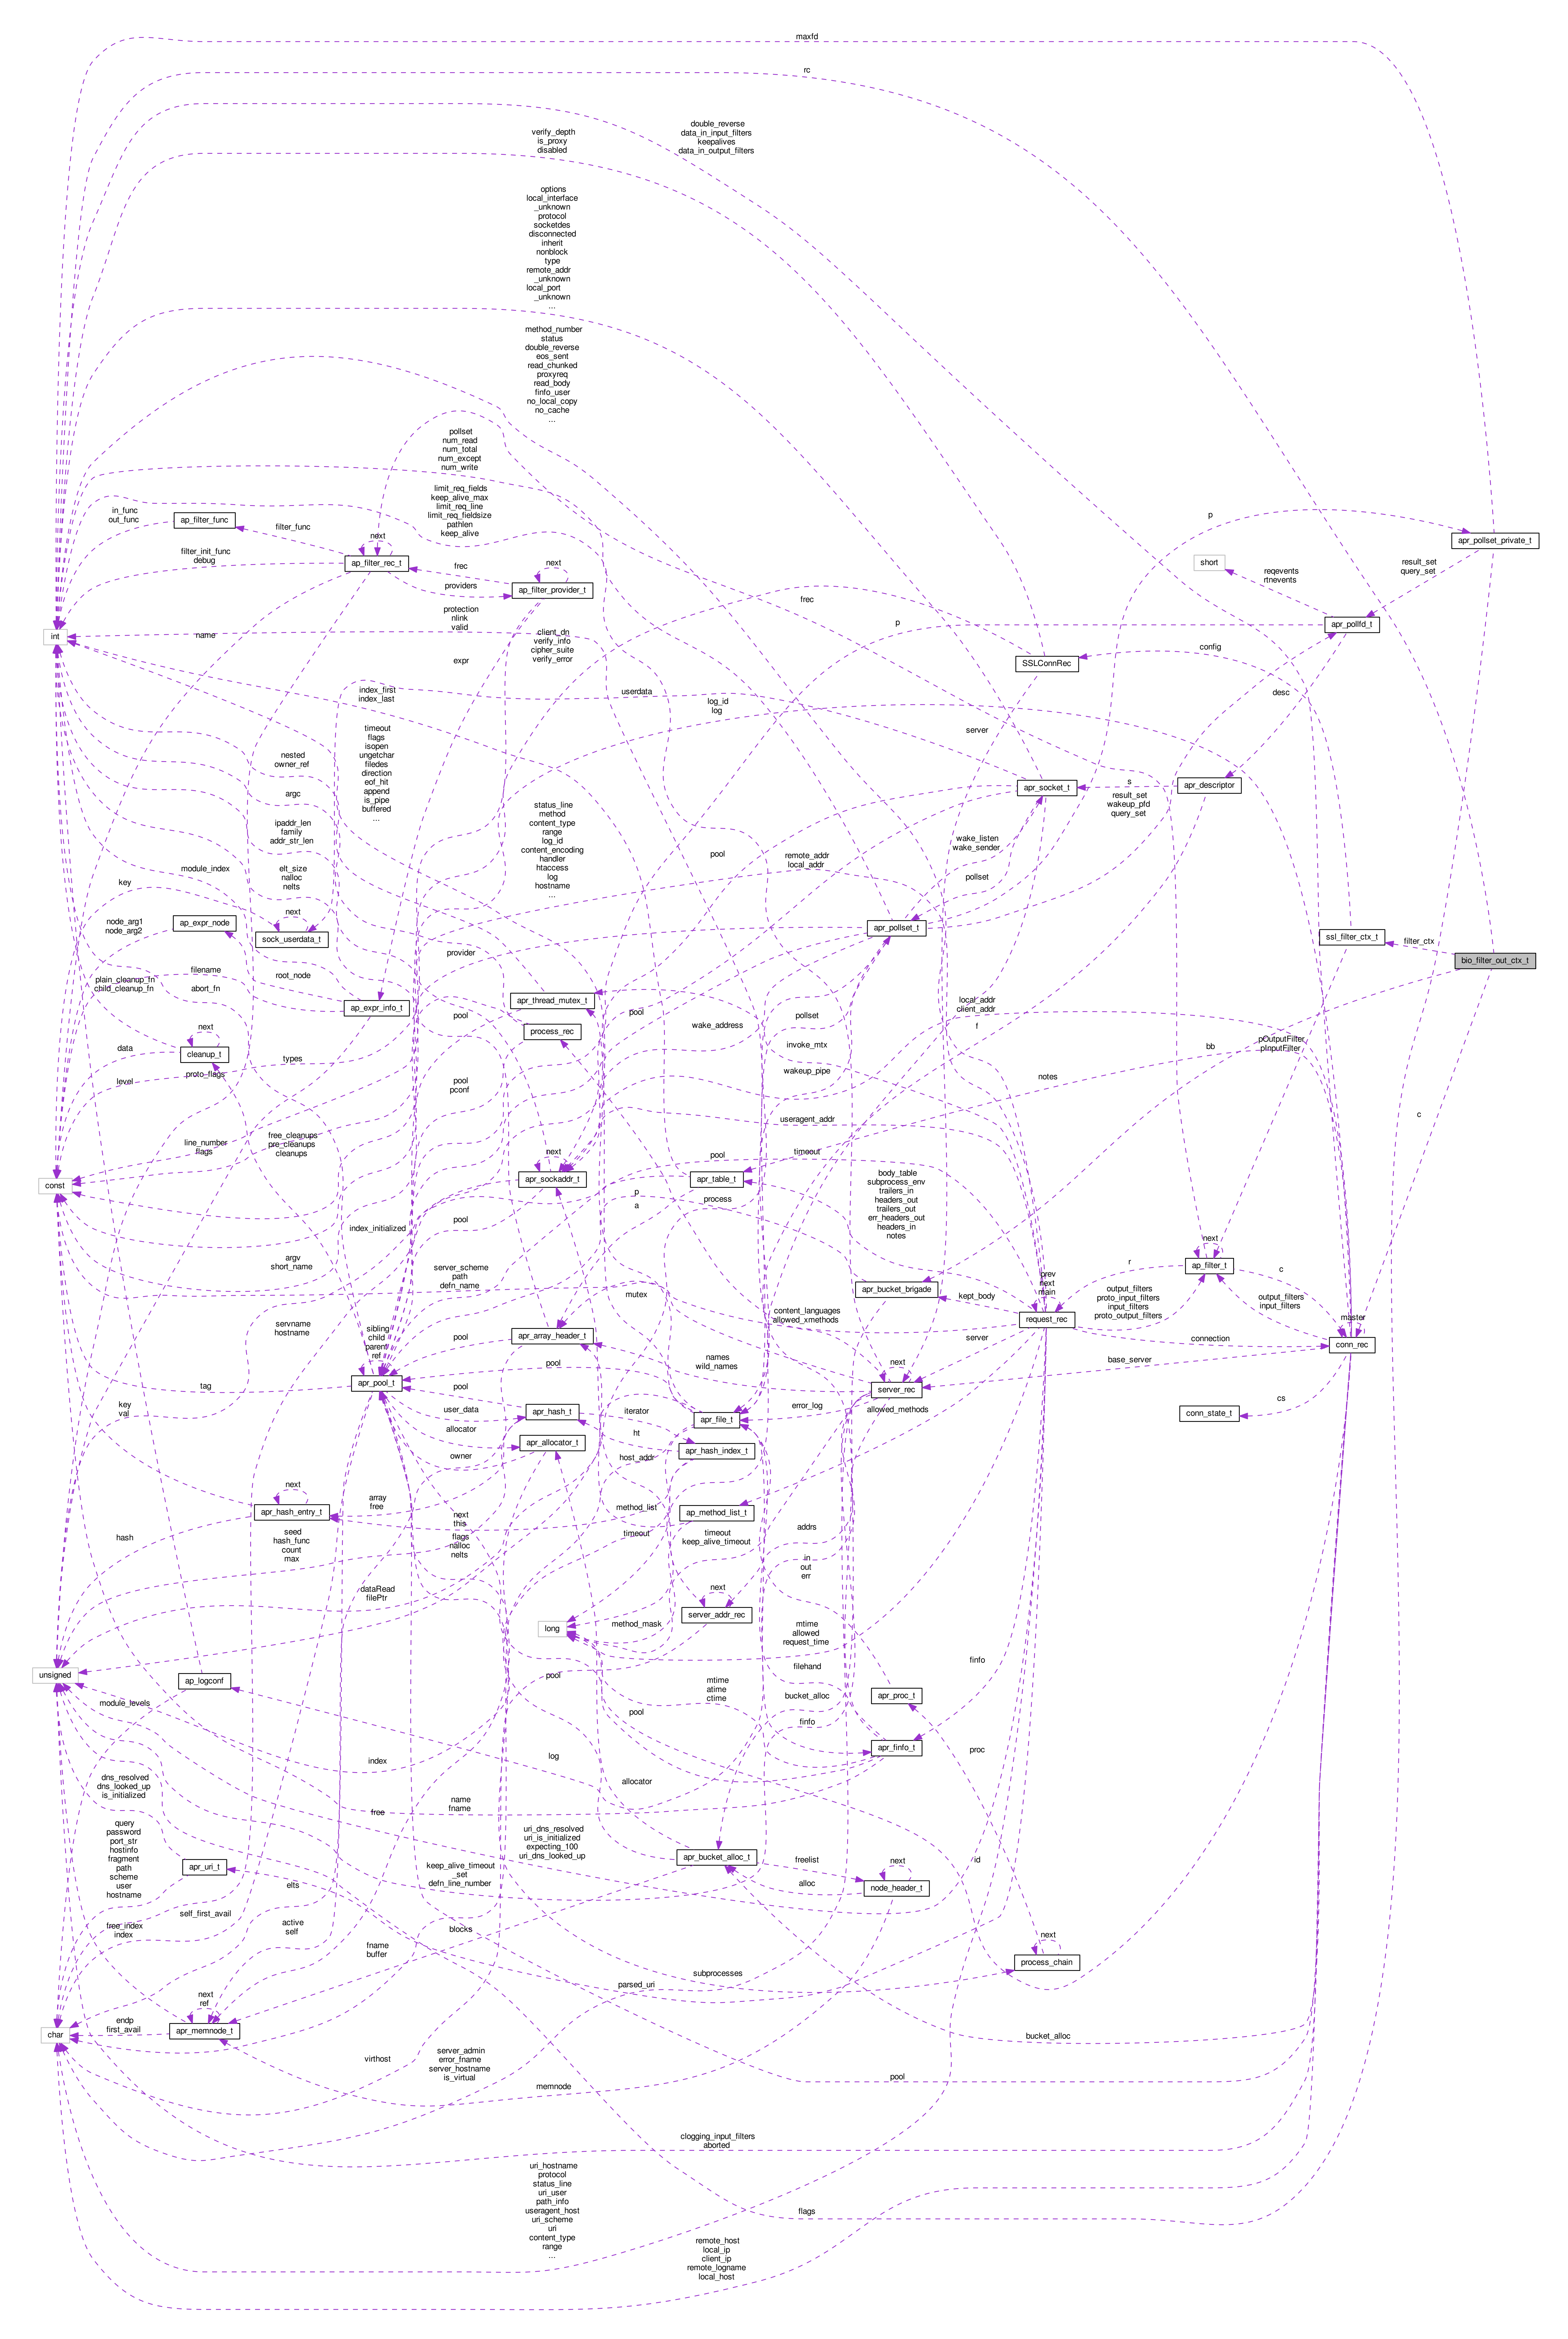 maxfd
rc
double_reverse
data_in_input_filters
keepalives
data_in_output_filters
verify_depth
is_proxy
disabled
options
local_interface
_unknown
protocol
socketdes
disconnected
inherit
nonblock
type
remote_addr
_unknown
local_port
_unknown
...
method_number
status
double_reverse
eos_sent
read_chunked
proxyreq
read_body
finfo_user
no_local_copy
no_cache
...
pollset
num_read
num_total
num_except
num_write
limit_req_fields
keep_alive_max
limit_req_line
limit_req_fieldsize
pathlen
keep_alive
in_func
out_func
ap_filter_func
filter_func
next
p
apr_pollset_private_t
filter_init_func
debug
ap_filter_rec_t
frec
next
short
reqevents
rtnevents
result_set
query_set
providers
ap_filter_provider_t
frec
protection
nlink
valid
p
apr_pollfd_t
int
name
client_dn
verify_info
cipher_suite
verify_error
expr
SSLConnRec
config
index_first
index_last
userdata
log_id
log
desc
server
timeout
flags
isopen
ungetchar
filedes
direction
eof_hit
append
is_pipe
buffered
...
nested
owner_ref
argc
apr_socket_t
s
apr_descriptor
result_set
wakeup_pfd
query_set
status_line
method
content_type
range
log_id
content_encoding
handler
htaccess
log
hostname
...
ipaddr_len
family
addr_str_len
wake_listen
wake_sender
pool
remote_addr
local_addr
module_index
elt_size
nalloc
nelts
key
pollset
next
node_arg1
node_arg2
ap_expr_node
sock_userdata_t
apr_pollset_t
ssl_filter_ctx_t
filter_ctx
bio_filter_out_ctx_t
provider
plain_cleanup_fn
child_cleanup_fn
filename
root_node
abort_fn
ap_expr_info_t
apr_thread_mutex_t
local_addr
client_addr
pool
pollset
wake_address
process_rec
f
next
data
cleanup_t
pool
types
invoke_mtx
bb
pOutputFilter
pInputFilter
level
proto_flags
pool
pconf
wakeup_pipe
notes
c
useragent_addr
line_number
flags
free_cleanups
pre_cleanups
cleanups
next
timeout
pool
const
apr_sockaddr_t
apr_table_t
body_table
subprocess_env
trailers_in
headers_out
trailers_out
err_headers_out
headers_in
notes
p
a
process
index_initialized
pool
next
argv
short_name
server_scheme
path
defn_name
r
ap_filter_t
c
prev
next
main
apr_bucket_brigade
kept_body
output_filters
proto_input_filters
input_filters
proto_output_filters
output_filters
input_filters
mutex
servname
hostname
content_languages
allowed_xmethods
request_rec
master
sibling
child
parent
ref
pool
apr_array_header_t
server
connection
conn_rec
names
wild_names
next
base_server
pool
tag
apr_pool_t
server_rec
pool
key
val
user_data
apr_hash_t
iterator
apr_file_t
error_log
allowed_methods
conn_state_t
cs
allocator
ht
owner
apr_allocator_t
apr_hash_index_t
host_addr
next
array
free
apr_hash_entry_t
next
this
method_list
ap_method_list_t
hash
seed
hash_func
count
max
flags
nalloc
nelts
timeout
timeout
keep_alive_timeout
addrs
in
out
err
dataRead
filePtr
next
server_addr_rec
long
method_mask
mtime
allowed
request_time
finfo
filehand
unsigned
ap_logconf
pool
mtime
atime
ctime
bucket_alloc
apr_proc_t
module_levels
pool
finfo
apr_finfo_t
proc
index
log
dns_resolved
dns_looked_up
is_initialized
allocator
name
fname
free
query
password
port_str
hostinfo
fragment
path
scheme
user
hostname
uri_dns_resolved
uri_is_initialized
expecting_100
uri_dns_looked_up
apr_bucket_alloc_t
freelist
next
id
apr_uri_t
keep_alive_timeout
_set
defn_line_number
alloc
node_header_t
elts
self_first_avail
free_index
index
active
self
blocks
fname
buffer
next
subprocesses
process_chain
parsed_uri
next
ref
endp
first_avail
char
apr_memnode_t
bucket_alloc
virthost
server_admin
error_fname
server_hostname
is_virtual
memnode
pool
clogging_input_filters
aborted
uri_hostname
protocol
status_line
uri_user
path_info
useragent_host
uri_scheme
uri
content_type
range
...
flags
remote_host
local_ip
client_ip
remote_logname
local_host